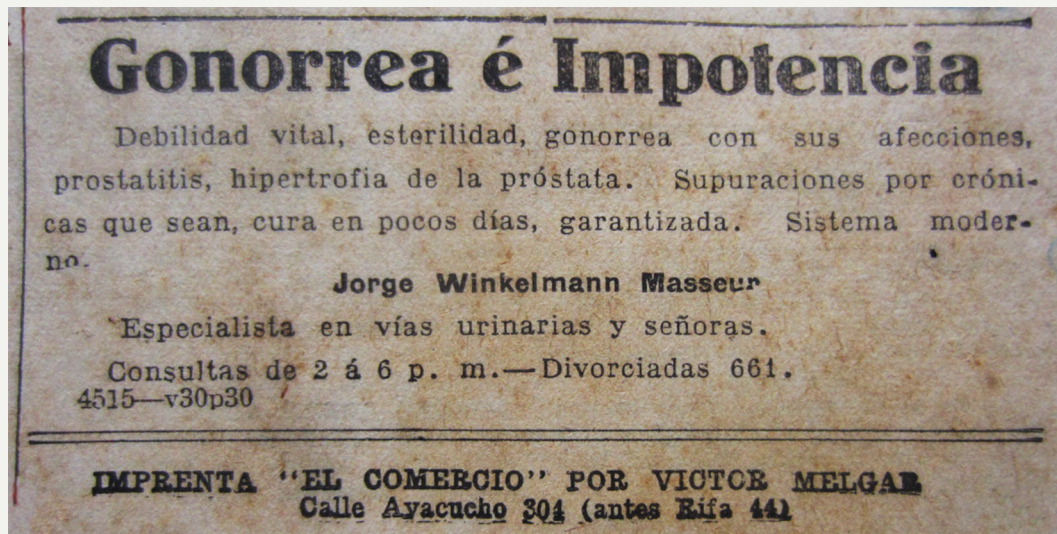 Gonorrea é Impotencia
Debilidad vital, esterilidad, gonorrea con sus afecciones,
prostatitis, hipertrofia de la próstata. Supuraciones por cróni-
cas que sean, cura en pocos días, garantizada. Sistema moder-
no.
Jorge Winkelmann Masseur
Especialista en vías urinarias y señoras.
Consultas de 2 á 6 p. m.—Divorciadas 661.
4515—v30p30
IMPRENTA "EL COMERCIO" POR VICTOR MELGAR
Calle Ayacucho 304 (antes Rifa 44)